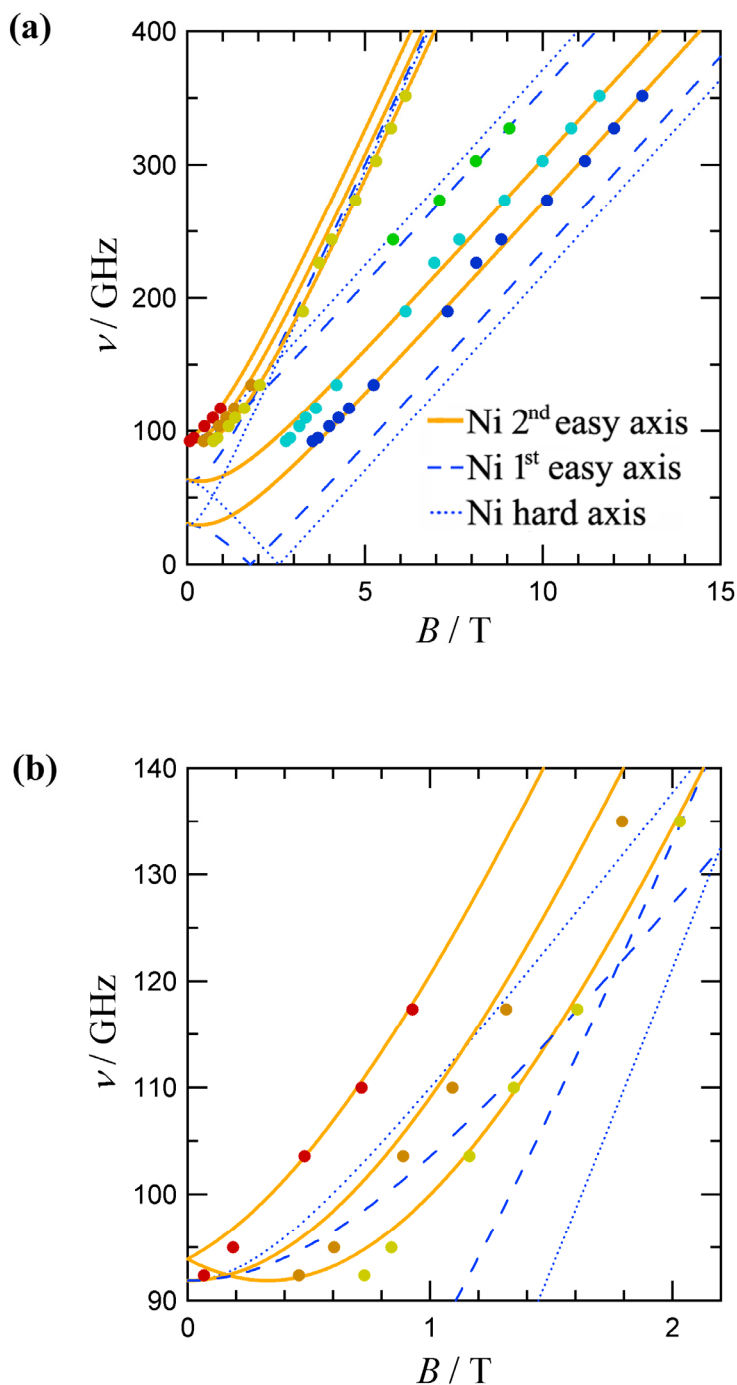 (a)
400
300
200
100
0
ν / GHz
Ni 2nd easy axis
Ni 1st easy axis
Ni hard axis
0 5 10 15
B / T
(b)
140
130
120
110
100
90
ν / GHz
0 1 2
B / T